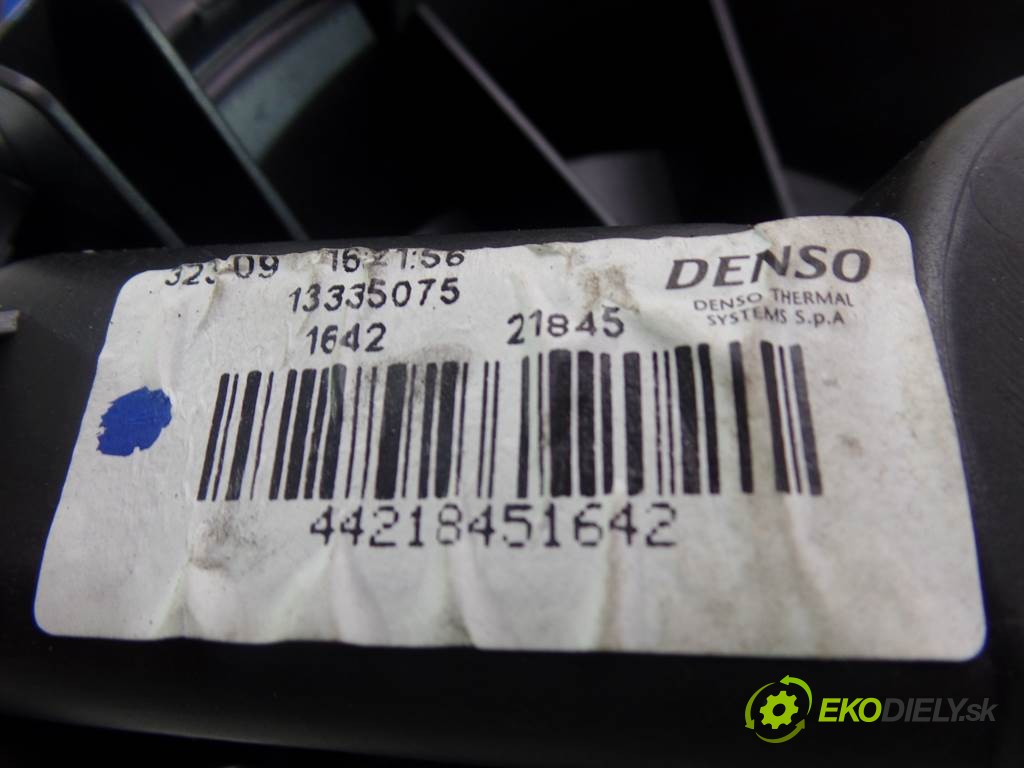 DENSO
DENSO THERMAL
SYSTEMS S.p.A
13335075
1642 21845
44218451642
EKODIELY.sk